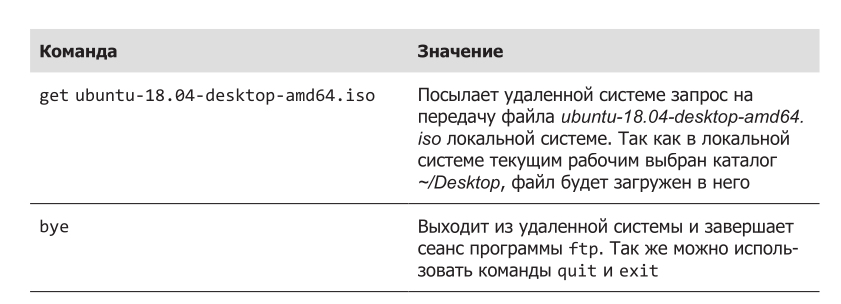 Команда Значение
get ubuntu-18.04-desktop-amd64.iso Посылает удаленной системе запрос на
передачу файла ubuntu-18.04-desktop-amd64.
iso локальной системе. Так как в локальной
системе текущим рабочим выбран каталог
~/Desktop, файл будет загружен в него
bye Выходит из удаленной системы и завершает
сеанс программы ftp. Так же можно исполь-
зовать команды quit и exit